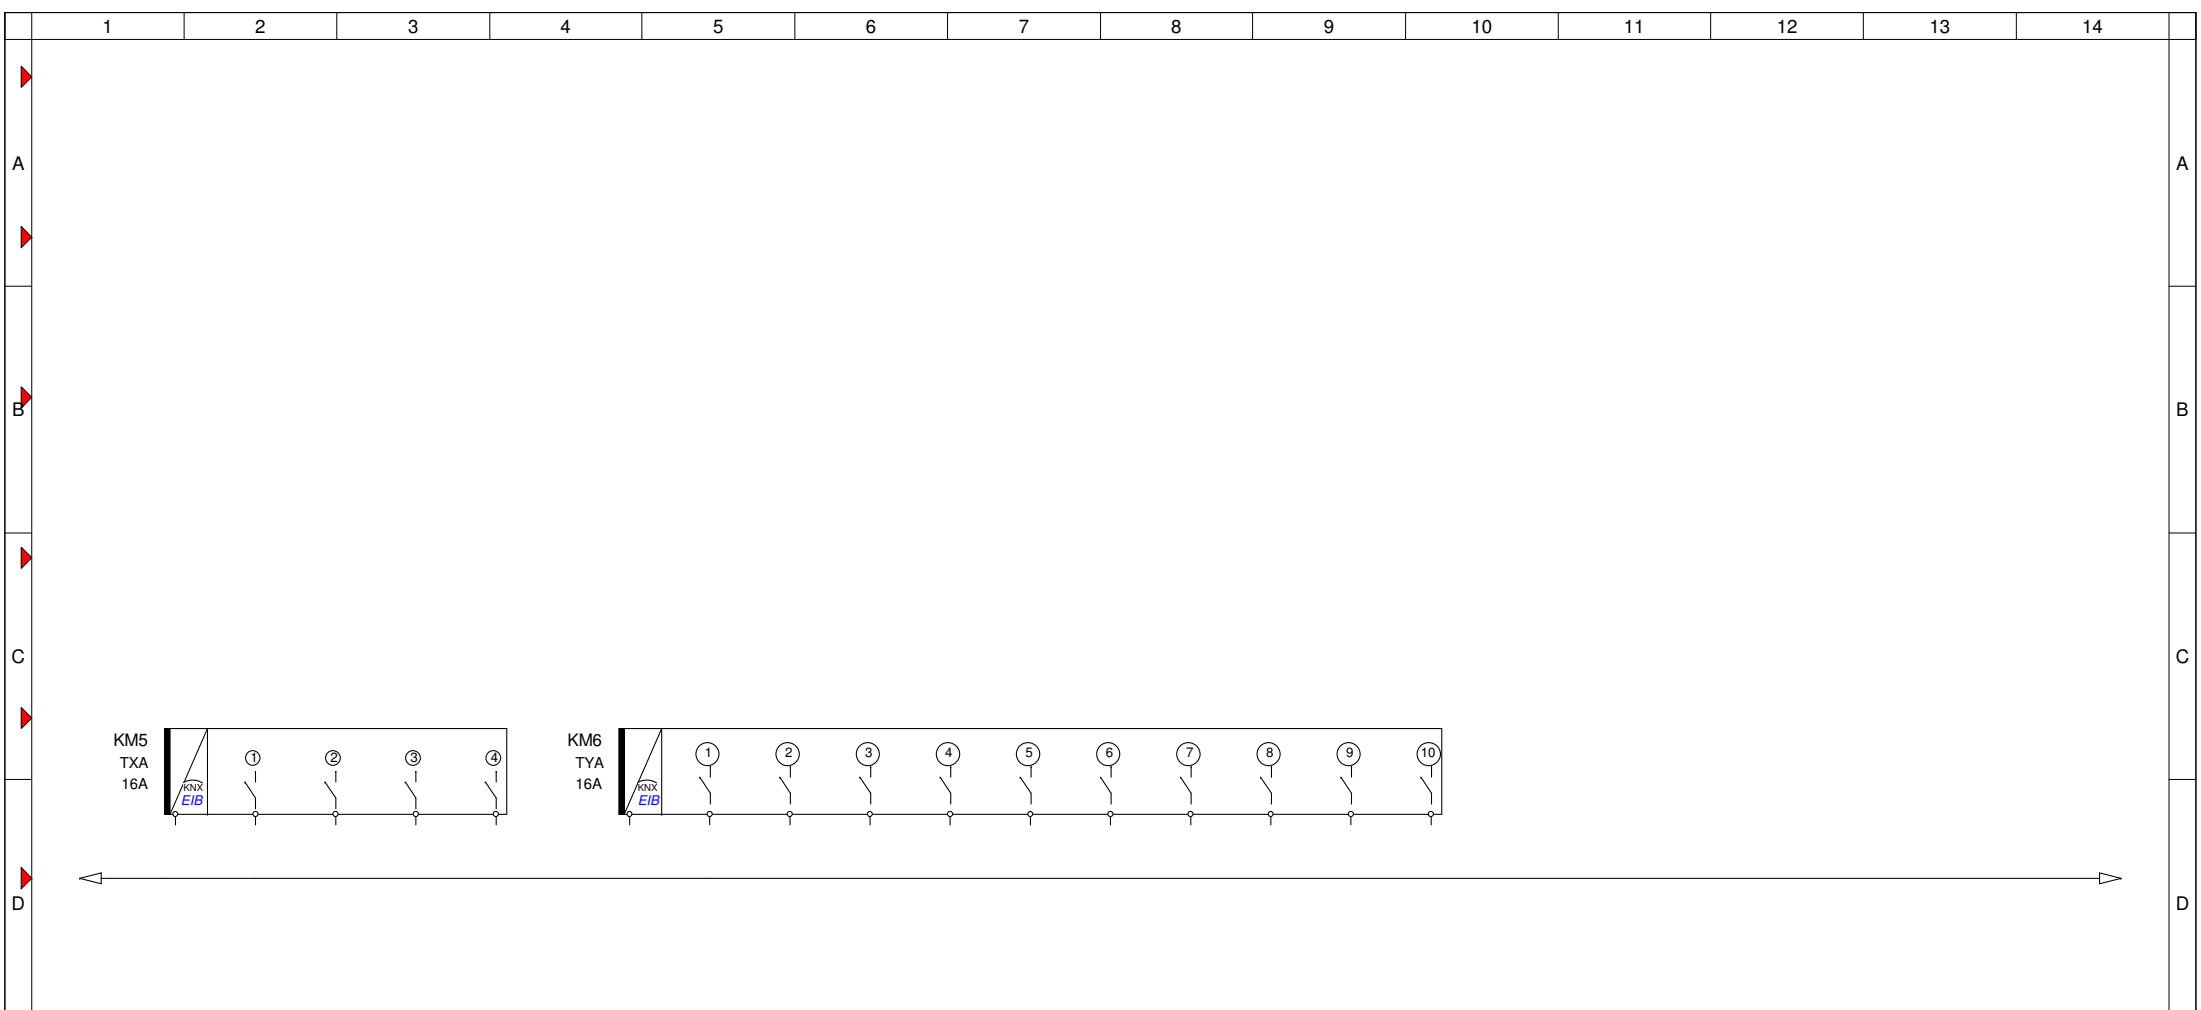 1 2 3 4 5 6 7 8 9 10 11 12 13 14
A A
B B
C C
KM5 KM6
TXA TYA
16A 16A
1 2 3 4 1 2 3 4 5 6 7 8 9 10
KNX KNX
EIB EIB
D D